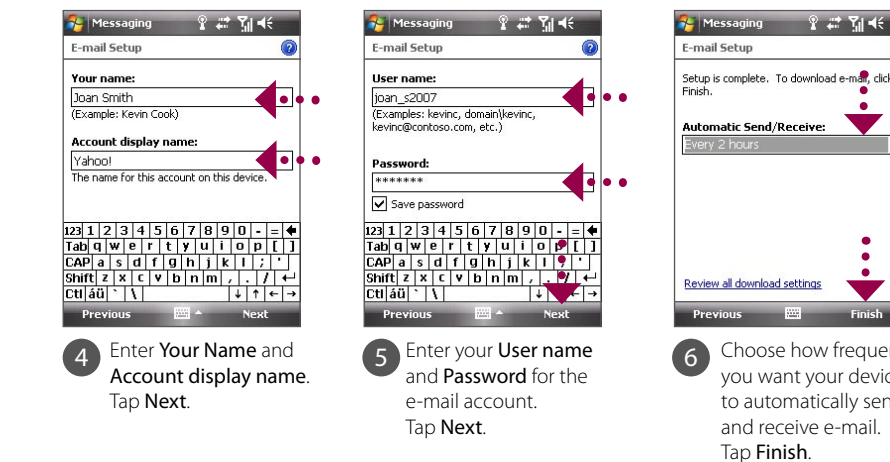 Messaging
E-mail Setup
Your name:
Joan Smith
(Example: Kevin Cook)
Account display name:
Yahoo!
The name for this account on this device.
123 1 2 3 4 5 6 7 8 9 0 - =
Tab q w e r t y u i o p [ ]
CAP a s d f g h j k l ; '
Shift z x c v b n m , . /
Ctl áü ` \
Previous Next
4 Enter Your Name and
Account display name.
Tap Next.
Messaging
E-mail Setup
User name:
joan_s2007
(Examples: kevinc, domain\kevinc,
kevinc@contoso.com, etc.)
Password:
*******
Save password
123 1 2 3 4 5 6 7 8 9 0 - =
Tab q w e r t y u i o p [ ]
CAP a s d f g h j k l ; '
Shift z x c v b n m , . /
Ctl áü ` \
Previous Next
5 Enter your User name
and Password for the
e-mail account.
Tap Next.
Messaging
E-mail Setup
Setup is complete. To download e-mail, click
Finish.
Automatic Send/Receive:
Every 2 hours
Review all download settings
Previous Finish
6 Choose how frequen
you want your devic
to automatically sen
and receive e-mail.
Tap Finish.